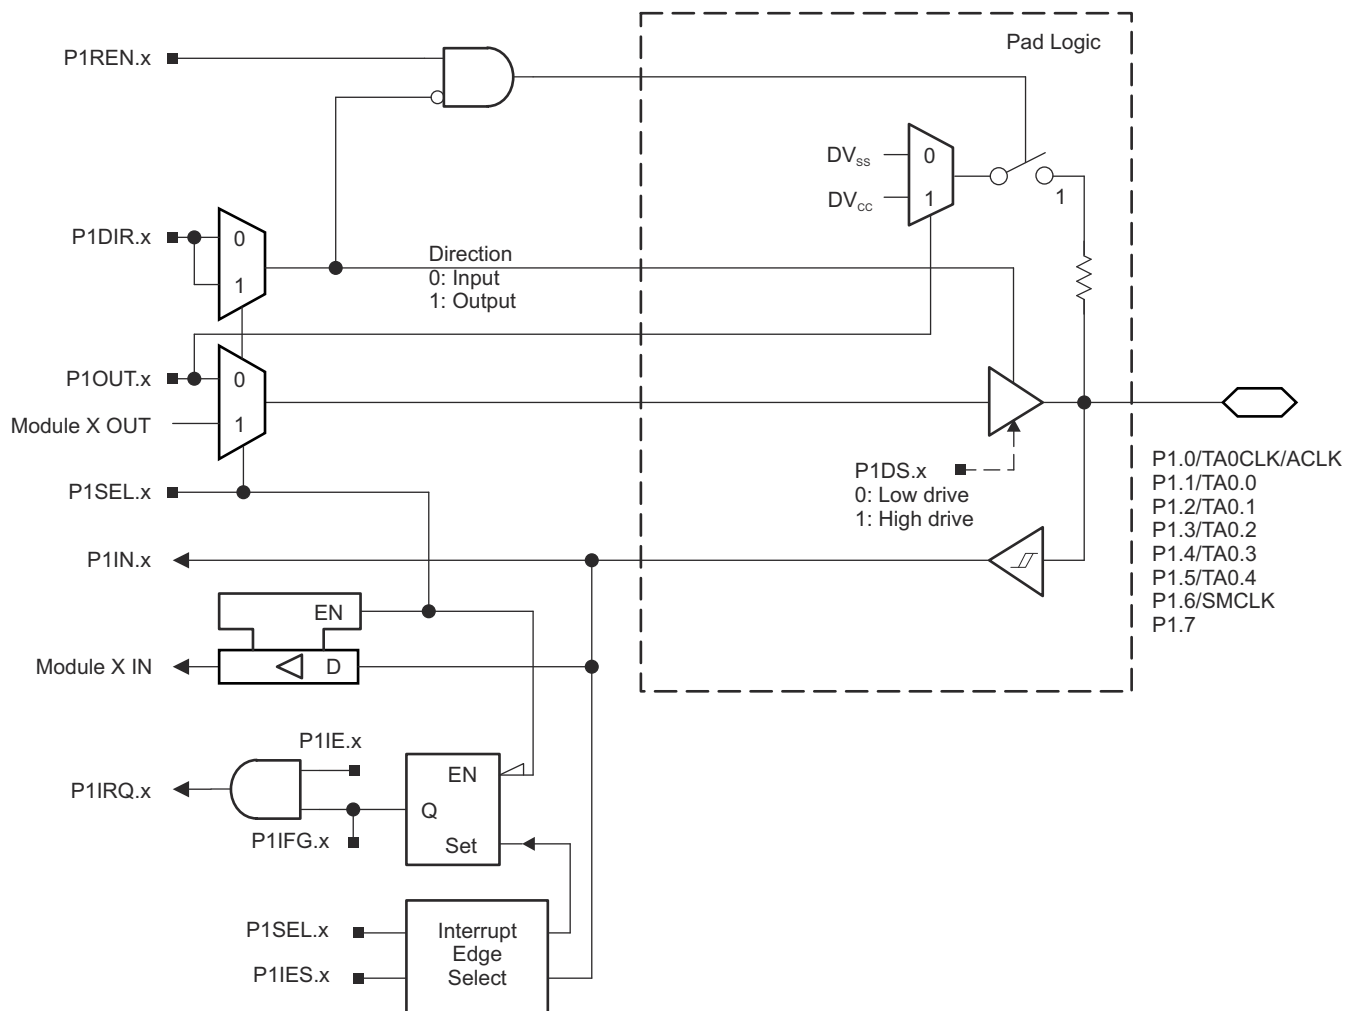 P1REN.x
Pad Logic
DVSS
0
DVCC
1
1
P1DIR.x
0
1
Direction
0: Input
1: Output
P1OUT.x
0
Module X OUT
1
P1DS.x
0: Low drive
1: High drive
P1.0/TA0CLK/ACLK
P1.1/TA0.0
P1.2/TA0.1
P1.3/TA0.2
P1.4/TA0.3
P1.5/TA0.4
P1.6/SMCLK
P1.7
P1SEL.x
P1IN.x
EN
Module X IN
D
P1IE.x
P1IRQ.x
EN
Q
P1IFG.x
Set
P1SEL.x
P1IES.x
Interrupt
Edge
Select